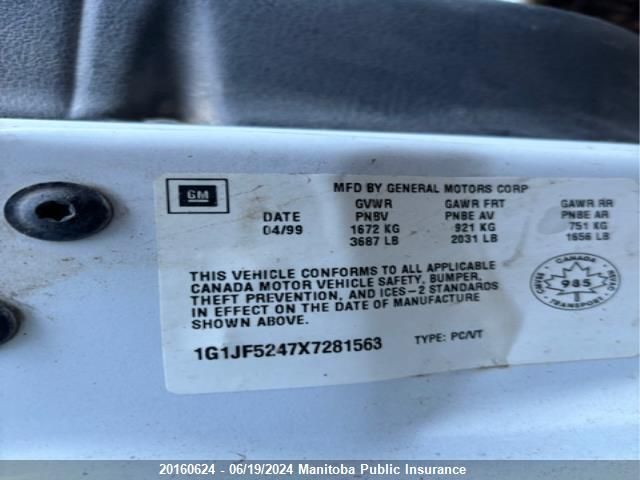 GM
MFD BY GENERAL MOTORS CORP
DATE
04/99
GVWR
PNBV
1672 KG
3687 LB
GAWR FRT
PNBE AV
921 KG
2031 LB
GAWR RR
PNBE AR
751 KG
1656 LB
THIS VEHICLE CONFORMS TO ALL APPLICABLE
CANADA MOTOR VEHICLE SAFETY, BUMPER,
THEFT PREVENTION, AND ICES-2 STANDARDS
IN EFFECT ON THE DATE OF MANUFACTURE
SHOWN ABOVE.
CANADA
985
TRANSPORT
1G1JF5247X7281563
TYPE: PC/VT
20160624 - 06/19/2024 Manitoba Public Insurance